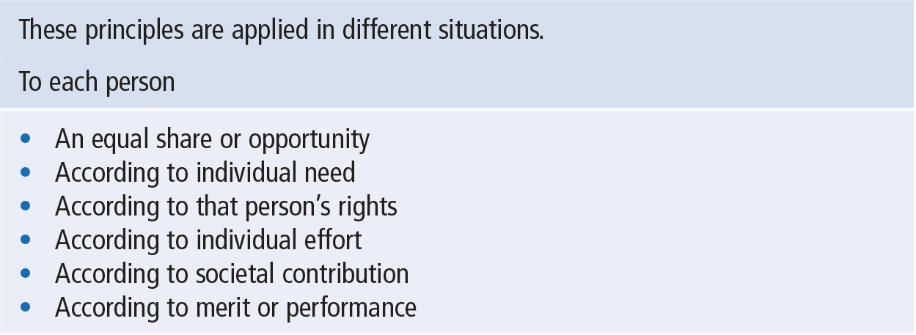 These principles are applied in different situations.
To each person
• An equal share or opportunity
• According to individual need
• According to that person's rights
• According to individual effort
• According to societal contribution
• According to merit or performance